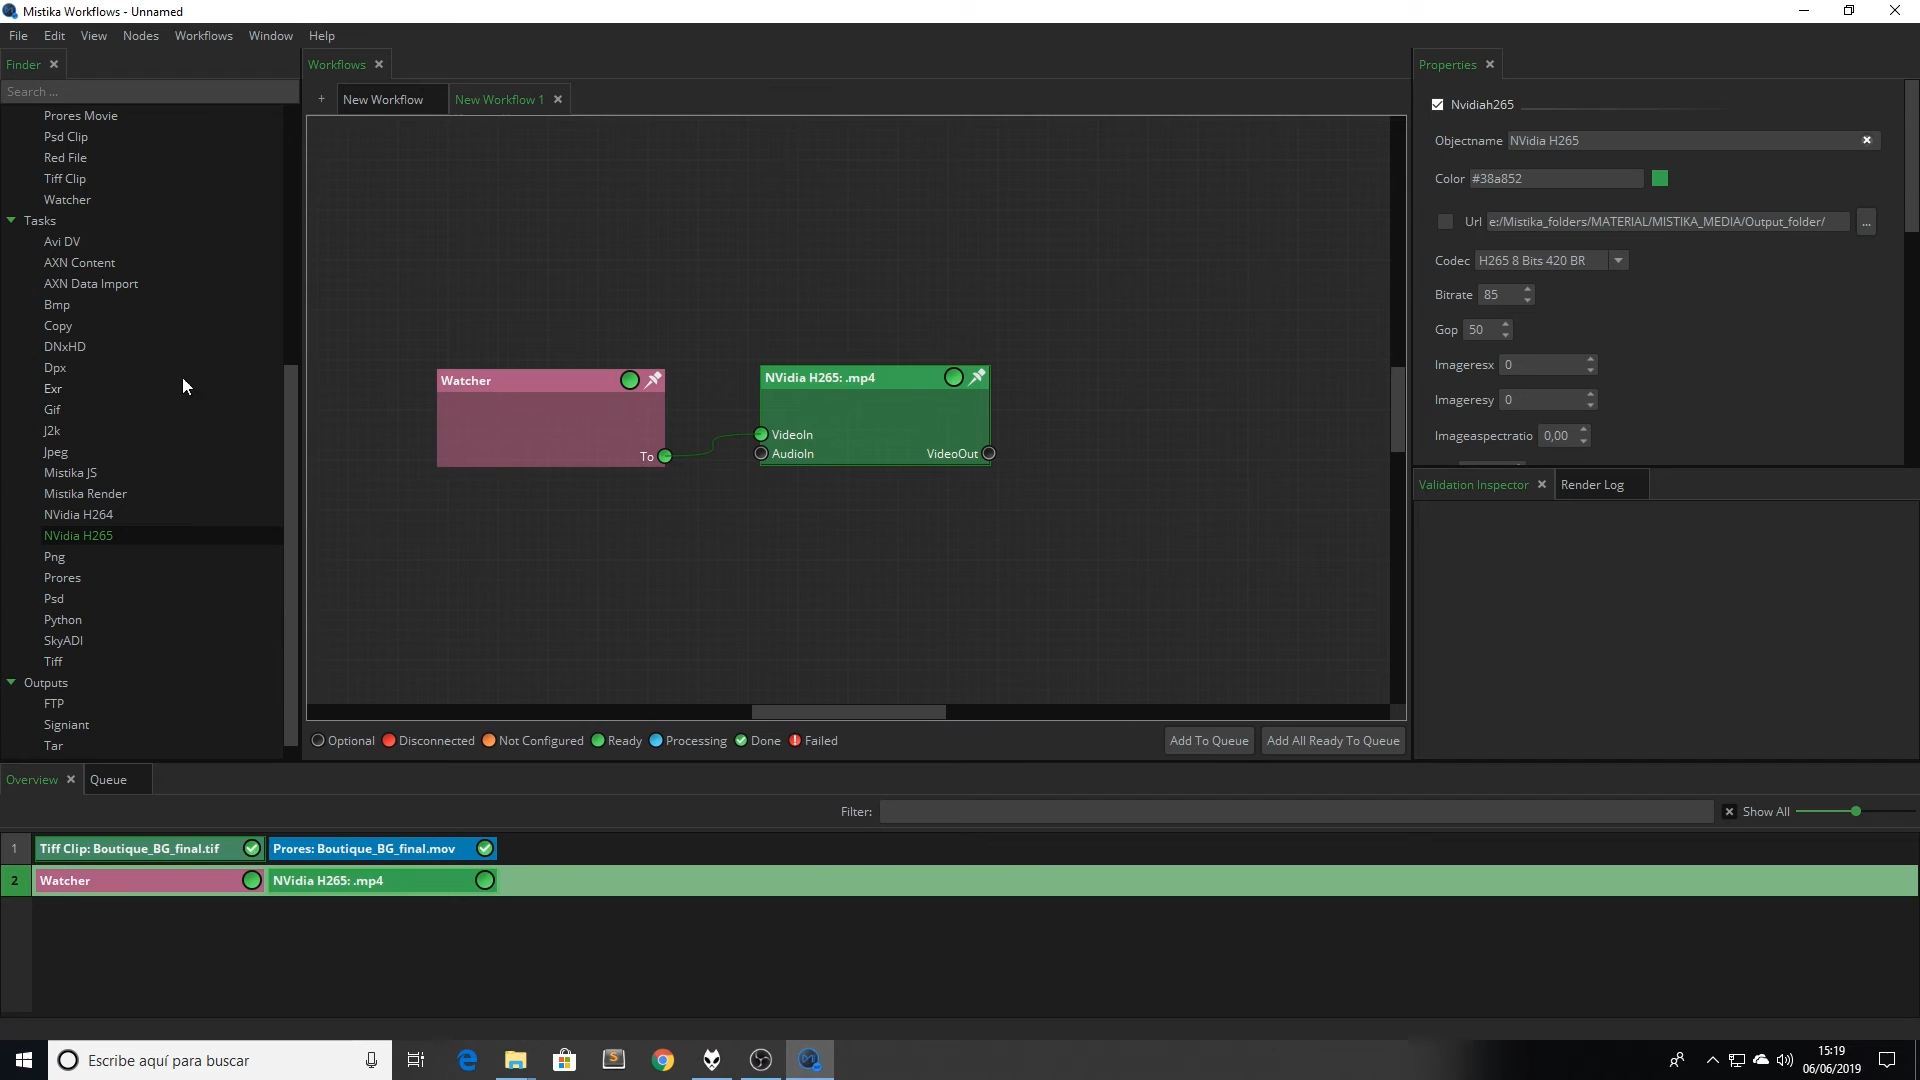 Mistika Workflows - Unnamed
File Edit View Nodes Workflows Window Help
Finder
Search ...
Prores Movie
Psd Clip
Red File
Tiff Clip
Watcher
Tasks
Avi DV
AXN Content
AXN Data Import
Bmp
Copy
DNxHD
Dpx
Exr
Gif
J2k
Jpeg
Mistika JS
Mistika Render
NVidia H264
NVidia H265
Png
Prores
Psd
Python
SkyADI
Tiff
Outputs
FTP
Signiant
Tar
Workflows
+ New Workflow New Workflow 1
Watcher
To
NVidia H265: .mp4
VideoIn
AudioIn VideoOut
Optional Disconnected Not Configured Ready Processing Done Failed
Add To Queue Add All Ready To Queue
Properties
Nvidiah265
Objectname NVidia H265
Color #38a852
Url e:/Mistika_folders/MATERIAL/MISTIKA_MEDIA/Output_folder/ ...
Codec H265 8 Bits 420 BR
Bitrate 85
Gop 50
Imageresx 0
Imageresy 0
Imageaspectratio 0,00
Validation Inspector Render Log
Overview Queue
Filter: Show All
1 Tiff Clip: Boutique_BG_final.tif Prores: Boutique_BG_final.mov
2 Watcher NVidia H265: .mp4
Escribe aquí para buscar
15:19
06/06/2019